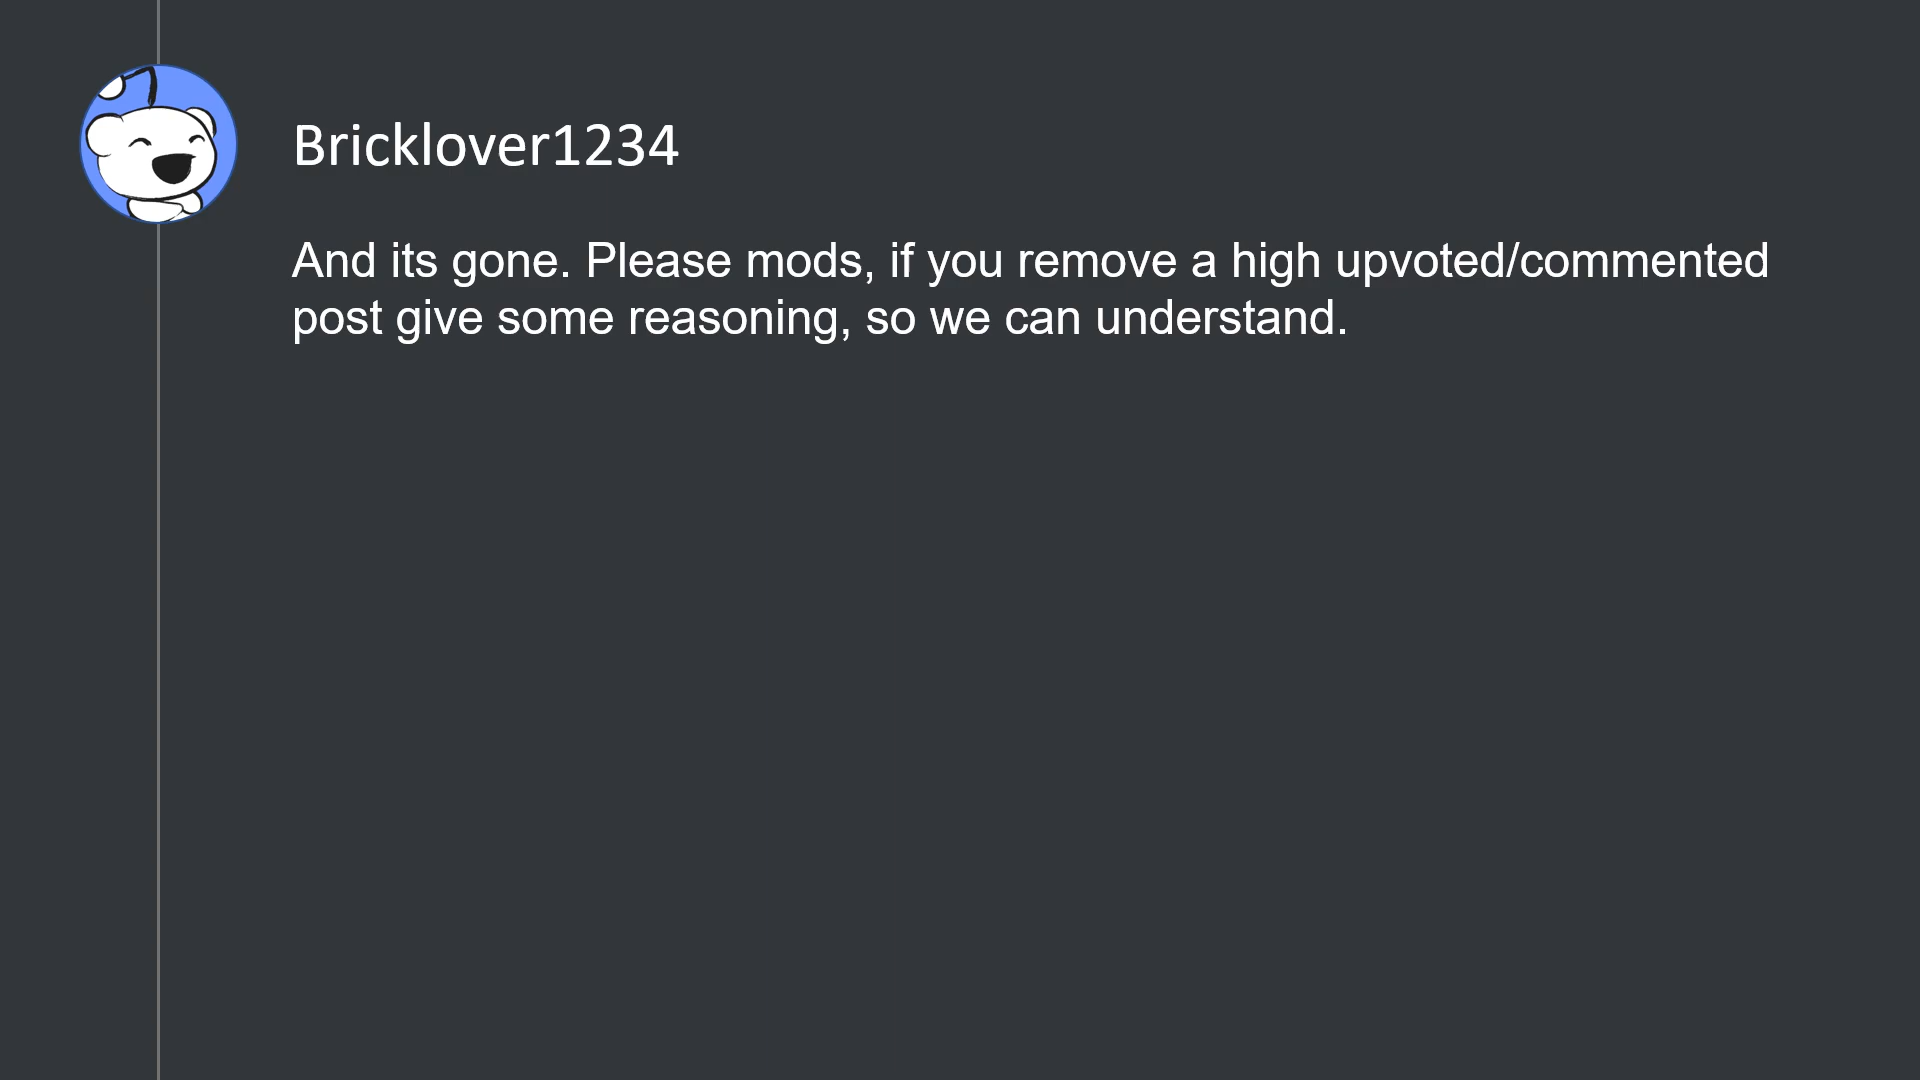 Bricklover1234
And its gone. Please mods, if you remove a high upvoted/commented
post give some reasoning, so we can understand.